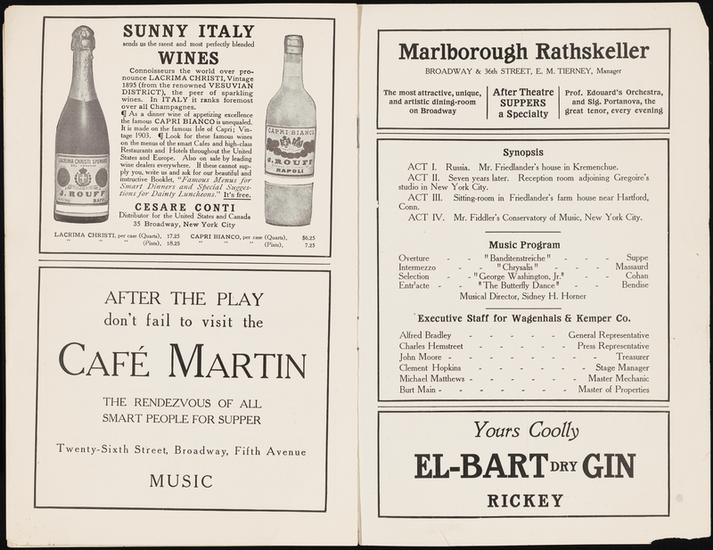 SUNNY ITALY
sends us the rarest and most perfectly blended
WINES
Connoisseurs the world over pro-
nounce LACRIMA CHRISTI, Vintage
1895 (from the renowned VESUVIAN
DISTRICT), the peer of sparkling
wines. In ITALY it ranks foremost
over all Champagnes.
¶ As a dinner wine of appetizing excellence
the famous CAPRI BIANCO is unequaled.
It is made on the famous Isle of Capri; Vin-
tage 1903. ¶ Look for these famous wines
on the menus of the smart Cafes and high-class
Restaurants and Hotels throughout the United
States and Europe. Also on sale by leading
wine dealers everywhere. If these cannot sup-
ply you, write us and ask for our beautiful and
instructive Booklet, "Famous Menus for
Smart Dinners and Special Sugges-
tions for Dainty Luncheons." It's free.
CESARE CONTI
Distributor for the United States and Canada
35 Broadway, New York City
LACRIMA CHRISTI, per case (Quarts), 17.25 CAPRI BIANCO, per case (Quarts), $6.25
" " " (Pints), 18.25 " " " (Pints), 7.25
J. ROUFF
CAPRI BIANCO
J. ROUFF
NAPOLI
AFTER THE PLAY
don't fail to visit the
CAFÉ MARTIN
THE RENDEZVOUS OF ALL
SMART PEOPLE FOR SUPPER
Twenty-Sixth Street, Broadway, Fifth Avenue
MUSIC
Marlborough Rathskeller
BROADWAY & 36th STREET, E. M. TIERNEY, Manager
The most attractive, unique,
and artistic dining-room
on Broadway
After Theatre
SUPPERS
a Specialty
Prof. Edouard's Orchestra,
and Sig. Portanova, the
great tenor, every evening
Synopsis
ACT I. Russia. Mr. Friedlander's house in Kremenchue.
ACT II. Seven years later. Reception room adjoining Gregoire's
studio in New York City.
ACT III. Sitting-room in Friedlander's farm house near Hartford,
Conn.
ACT IV. Mr. Fiddler's Conservatory of Music, New York City.
Music Program
Overture - - "Banditenstreiche" - - - Suppe
Intermezzo - - "Chrysalis" - - - Massaurd
Selection - - "George Washington, Jr." - - - Cohan
Entr'acte - - "The Butterfly Dance" - - - Bendise
Musical Director, Sidney H. Horner
Executive Staff for Wagenhals & Kemper Co.
Alfred Bradley - - - - - - General Representative
Charles Hemstreet - - - - - - Press Representative
John Moore - - - - - - - - Treasurer
Clement Hopkins - - - - - - Stage Manager
Michael Matthews - - - - - - Master Mechanic
Burt Main - - - - - - - Master of Properties
Yours Coolly
EL-BART DRY GIN
RICKEY